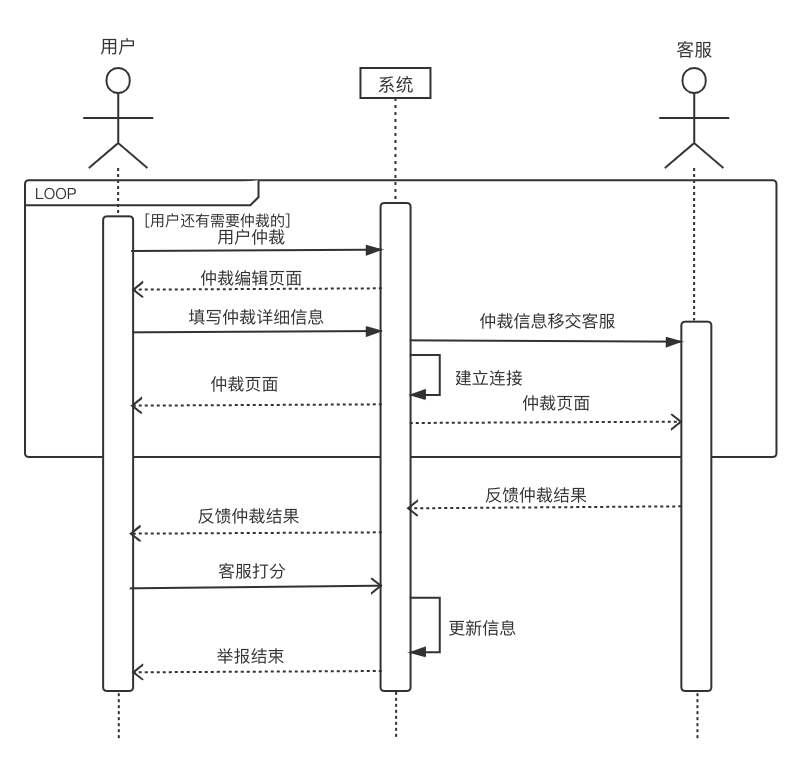 用户
系统
客服
LOOP
[用户还有需要仲裁的]
用户仲裁
仲裁编辑页面
填写仲裁详细信息
仲裁信息移交客服
建立连接
仲裁页面
仲裁页面
反馈仲裁结果
反馈仲裁结果
客服打分
更新信息
举报结束